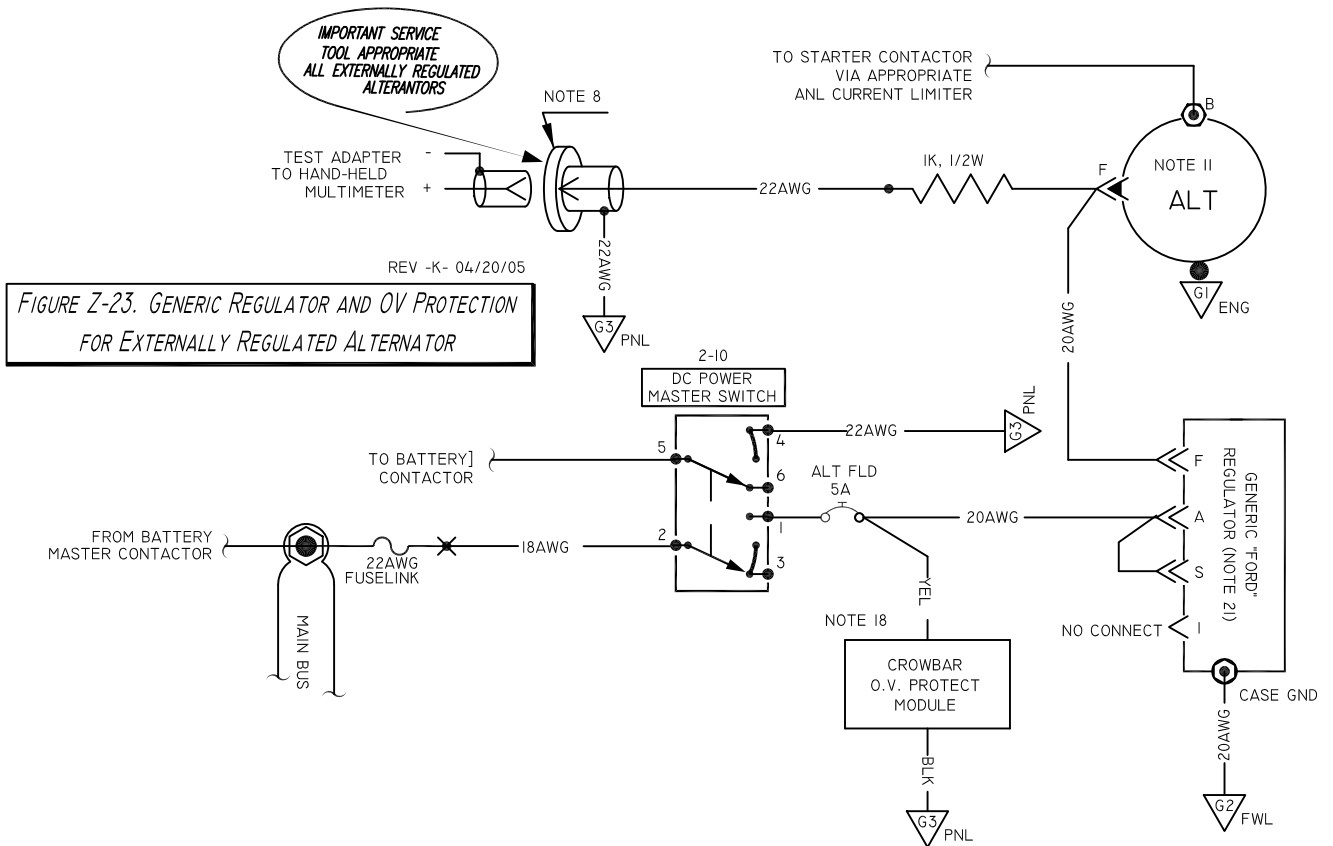 IMPORTANT SERVICE
TOOL APPROPRIATE
ALL EXTERNALLY REGULATED
ALTERANTORS
NOTE 8
TEST ADAPTER
TO HAND-HELD
MULTIMETER
-
+
22AWG
G3
PNL
22AWG
1K, 1/2W
TO STARTER CONTACTOR
VIA APPROPRIATE
ANL CURRENT LIMITER
B
F
NOTE 11
ALT
G1
ENG
20AWG
REV -K- 04/20/05
FIGURE Z-23. GENERIC REGULATOR AND OV PROTECTION
FOR EXTERNALLY REGULATED ALTERNATOR
2-10
DC POWER
MASTER SWITCH
4
22AWG
G3
PNL
TO BATTERY]
CONTACTOR
5
6
1
2
3
FROM BATTERY
MASTER CONTACTOR
22AWG
FUSELINK
18AWG
MAIN BUS
ALT FLD
5A
20AWG
YEL
NOTE 18
CROWBAR
O.V. PROTECT
MODULE
BLK
G3
PNL
F
A
S
NO CONNECT
I
GENERIC "FORD"
REGULATOR (NOTE 21)
CASE GND
20AWG
G2
FWL